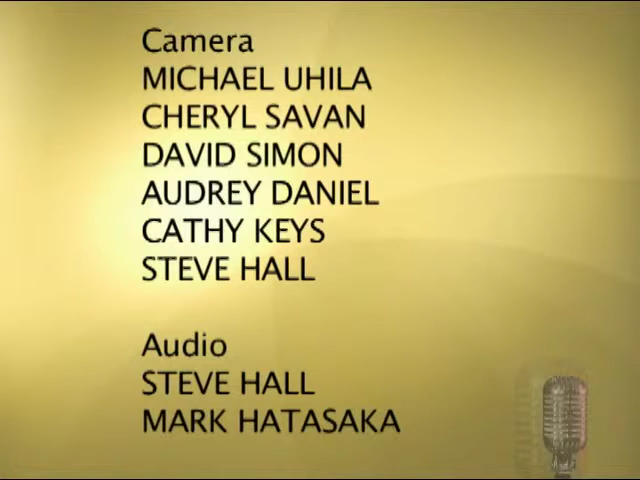 Camera
MICHAEL UHILA
CHERYL SAVAN
DAVID SIMON
AUDREY DANIEL
CATHY KEYS
STEVE HALL
Audio
STEVE HALL
MARK HATASAKA